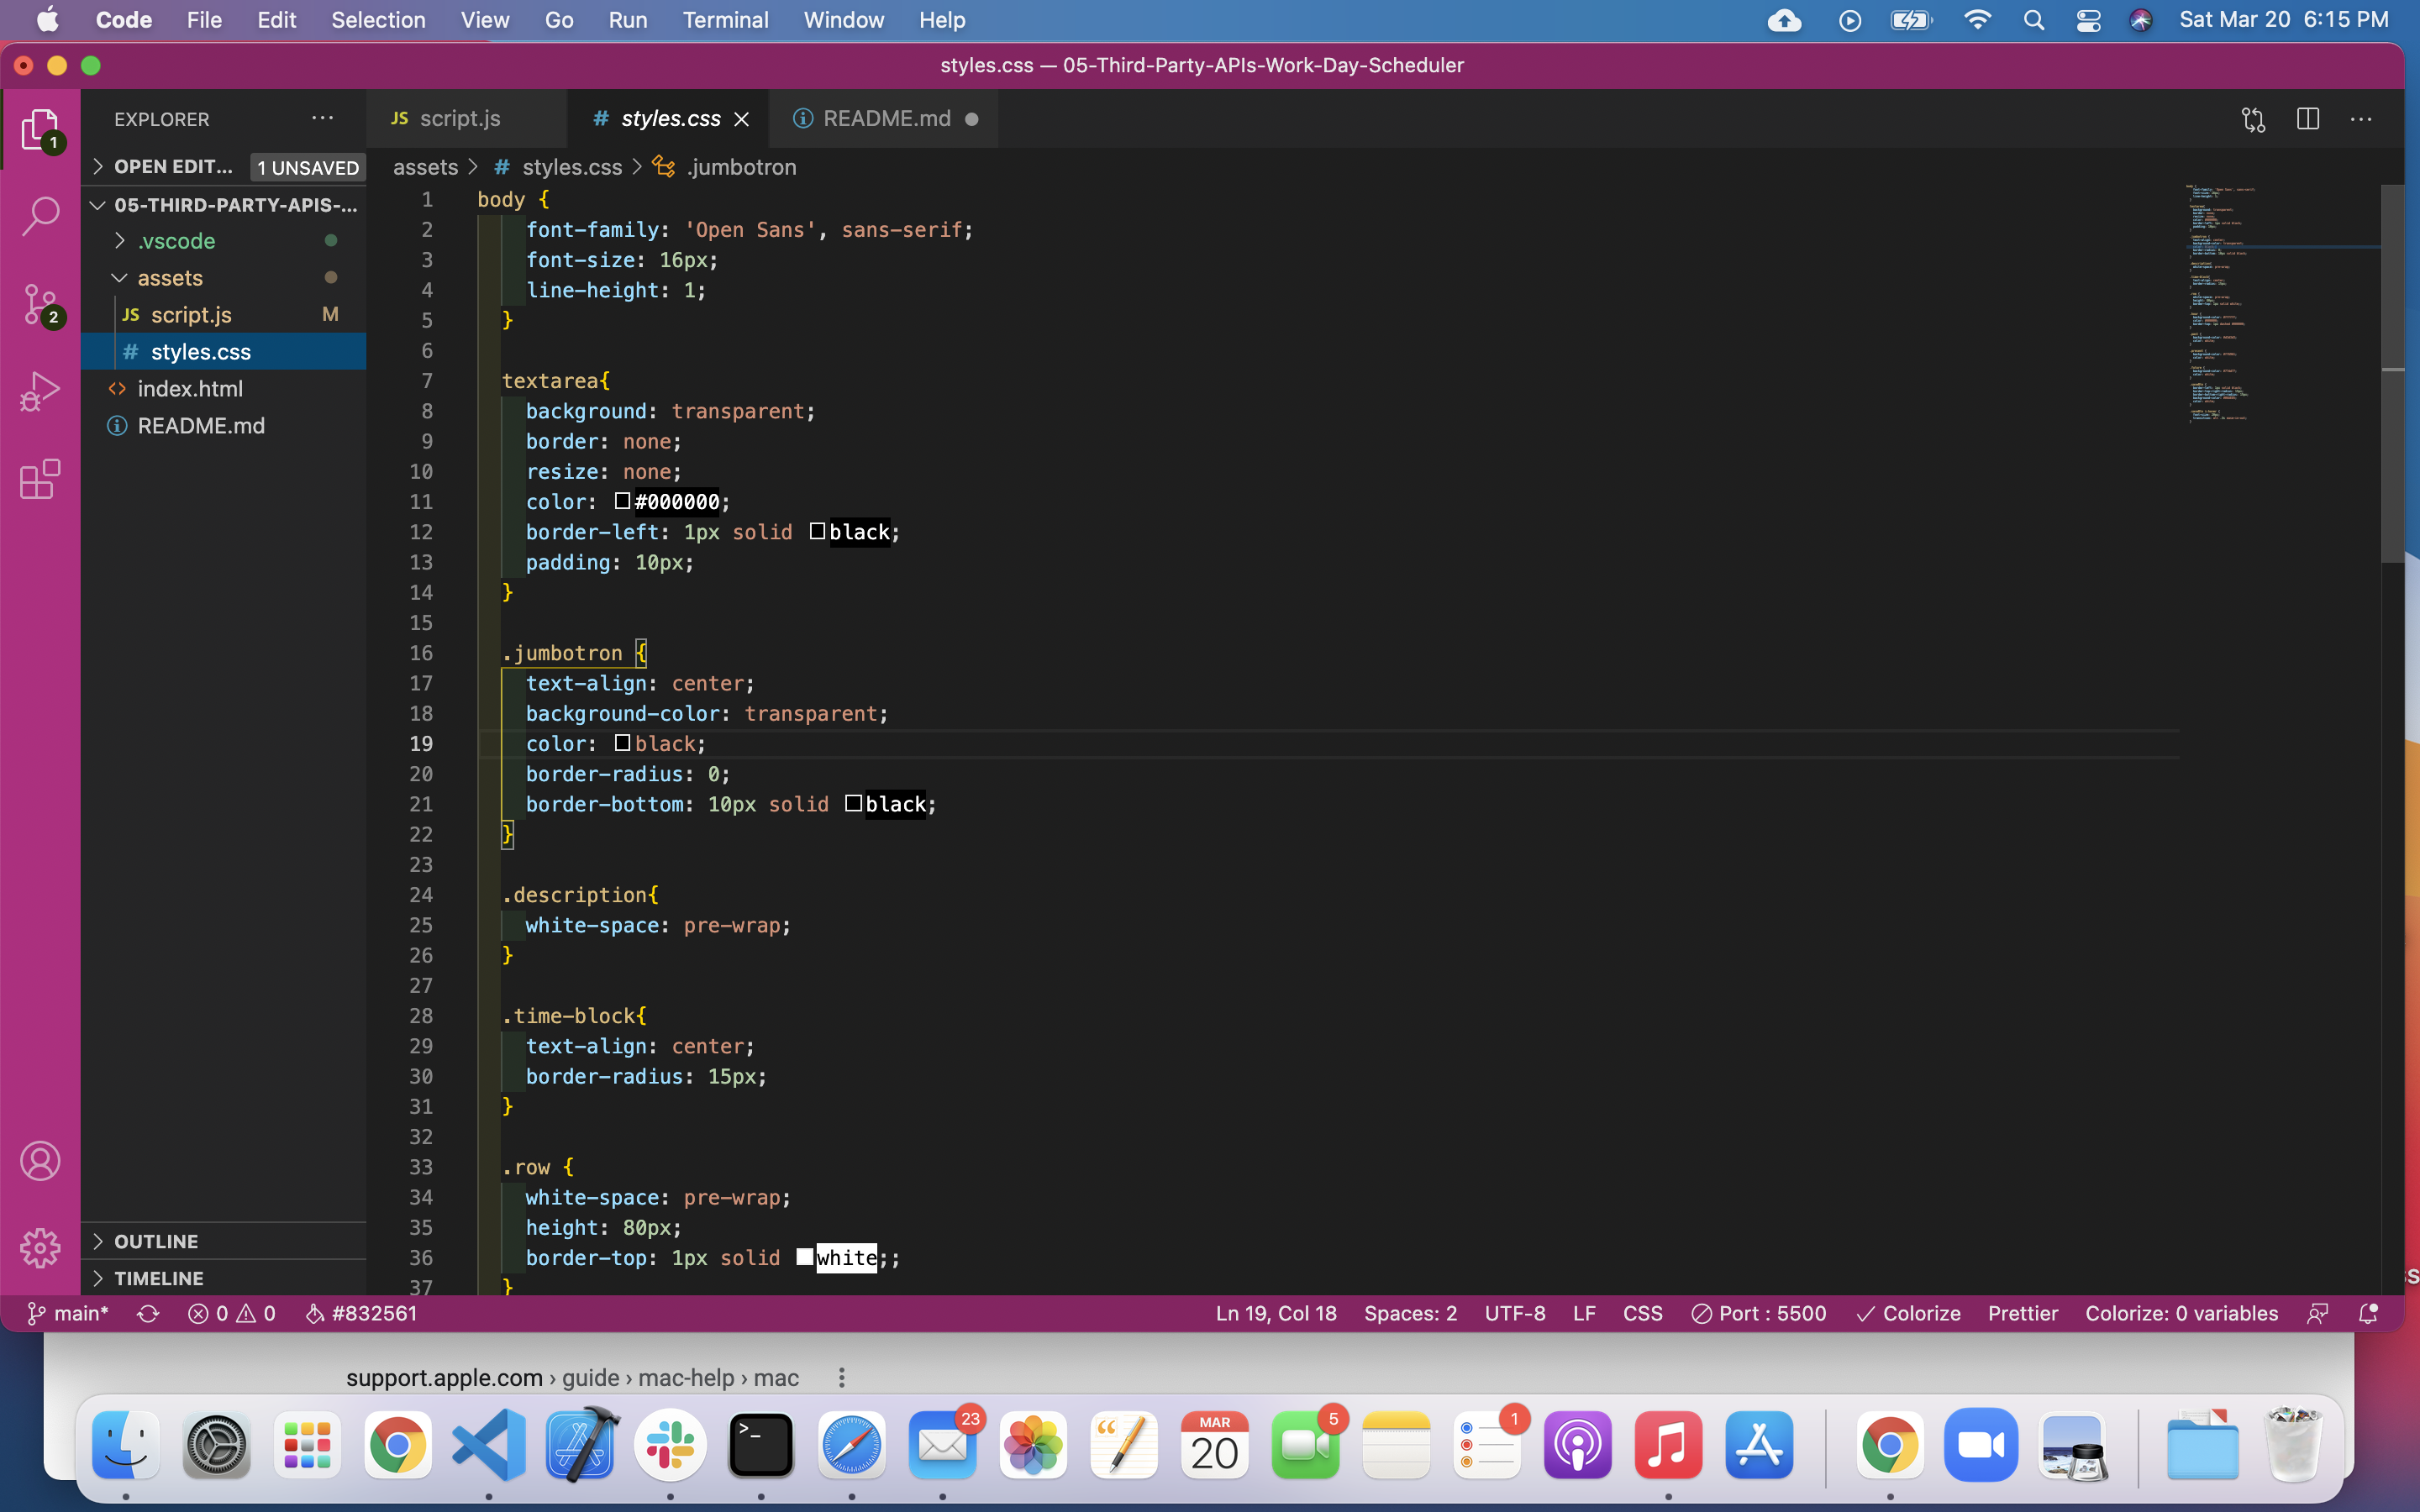 Code File Edit Selection View Go Run Terminal Window Help Sat Mar 20 6:15 PM
styles.css — 05-Third-Party-APIs-Work-Day-Scheduler
EXPLORER ··· JS script.js # styles.css README.md
OPEN EDIT... 1 UNSAVED
assets > # styles.css > .jumbotron
05-THIRD-PARTY-APIS-...
.vscode
assets
JS script.js M
# styles.css
<> index.html
README.md
OUTLINE
TIMELINE
1
2
1 body {
2 font-family: 'Open Sans', sans-serif;
3 font-size: 16px;
4 line-height: 1;
5 }
6
7 textarea{
8 background: transparent;
9 border: none;
10 resize: none;
11 color: #000000;
12 border-left: 1px solid black;
13 padding: 10px;
14 }
15
16 .jumbotron {
17 text-align: center;
18 background-color: transparent;
19 color: black;
20 border-radius: 0;
21 border-bottom: 10px solid black;
22 }
23
24 .description{
25 white-space: pre-wrap;
26 }
27
28 .time-block{
29 text-align: center;
30 border-radius: 15px;
31 }
32
33 .row {
34 white-space: pre-wrap;
35 height: 80px;
36 border-top: 1px solid white;;
37 }
main* 0 0 #832561 Ln 19, Col 18 Spaces: 2 UTF-8 LF CSS Port : 5500 Colorize Prettier Colorize: 0 variables
support.apple.com › guide › mac-help › mac
23 MAR 20 5 1